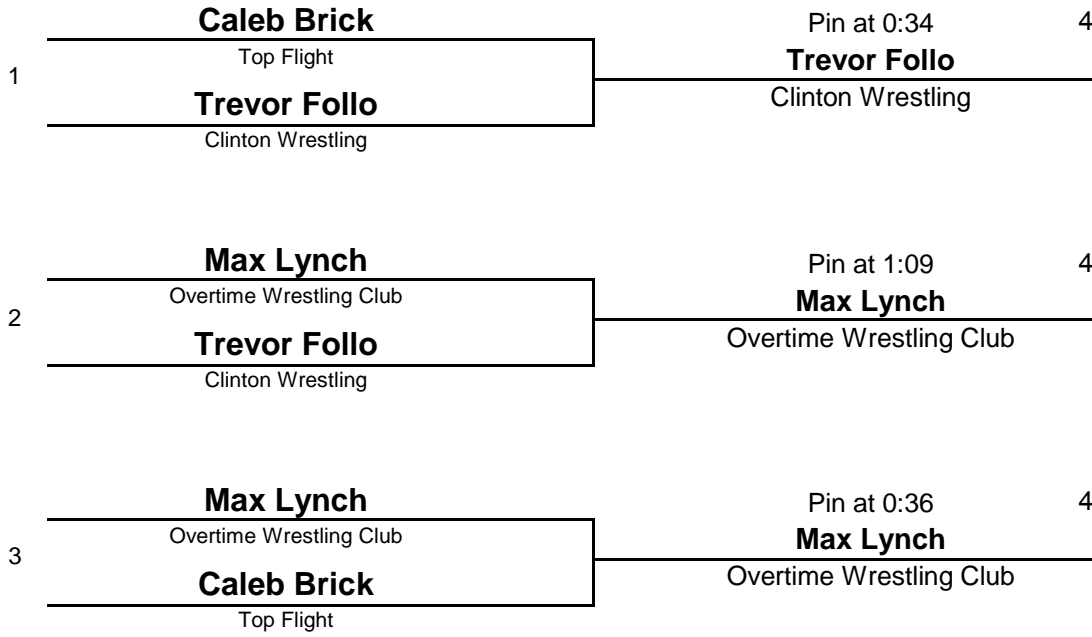 Caleb Brick
Top Flight
1
Trevor Follo
Clinton Wrestling
Pin at 0:34 4
Trevor Follo
Clinton Wrestling
Max Lynch
Overtime Wrestling Club
2
Trevor Follo
Clinton Wrestling
Pin at 1:09 4
Max Lynch
Overtime Wrestling Club
Max Lynch
Overtime Wrestling Club
3
Caleb Brick
Top Flight
Pin at 0:36 4
Max Lynch
Overtime Wrestling Club